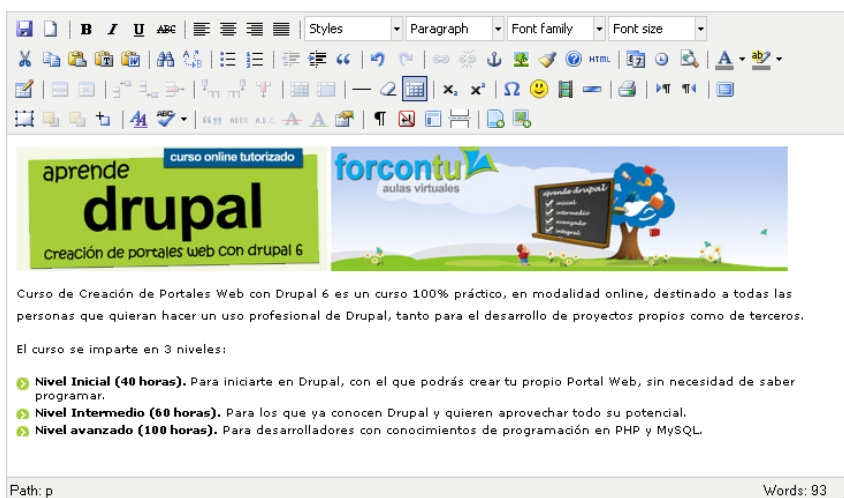 B I U ABC Styles Paragraph Font family Font size
HTML
ABC
aprende
curso online tutorizado
drupal
creación de portales web con drupal 6
forcontu
aulas virtuales
aprende drupal
inicial
intermedio
avanzado
integral
Curso de Creación de Portales Web con Drupal 6 es un curso 100% práctico, en modalidad online, destinado a todas las
personas que quieran hacer un uso profesional de Drupal, tanto para el desarrollo de proyectos propios como de terceros.
El curso se imparte en 3 niveles:
Nivel Inicial (40 horas). Para iniciarte en Drupal, con el que podrás crear tu propio Portal Web, sin necesidad de saber
programar.
Nivel Intermedio (60 horas). Para los que ya conocen Drupal y quieren aprovechar todo su potencial.
Nivel avanzado (100 horas). Para desarrolladores con conocimientos de programación en PHP y MySQL.
Path: p Words: 93